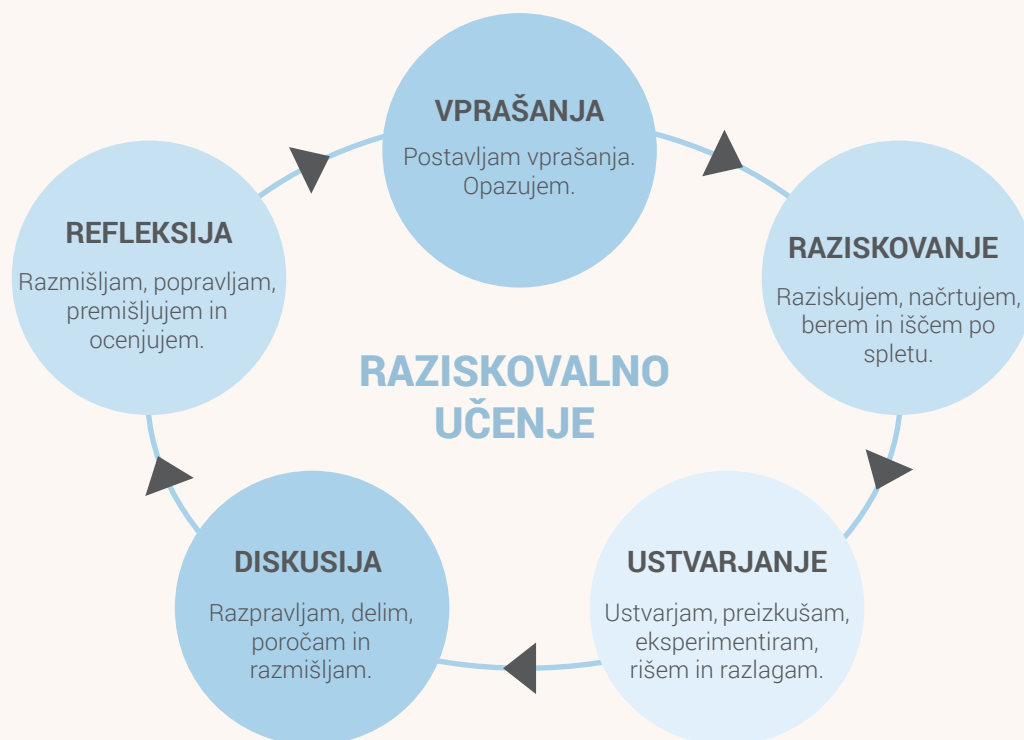 VPRAŠANJA
Postavljam vprašanja.
Opazujem.
RAZISKOVANJE
Raziskujem, načrtujem,
berem in iščem po
spletu.
USTVARJANJE
Ustvarjam, preizkušam,
eksperimentiram,
rišem in razlagam.
DISKUSIJA
Razpravljam, delim,
poročam in
razmišljam.
REFLEKSIJA
Razmišljam, popravljam,
premišljujem in
ocenjujem.
RAZISKOVALNO
UČENJE